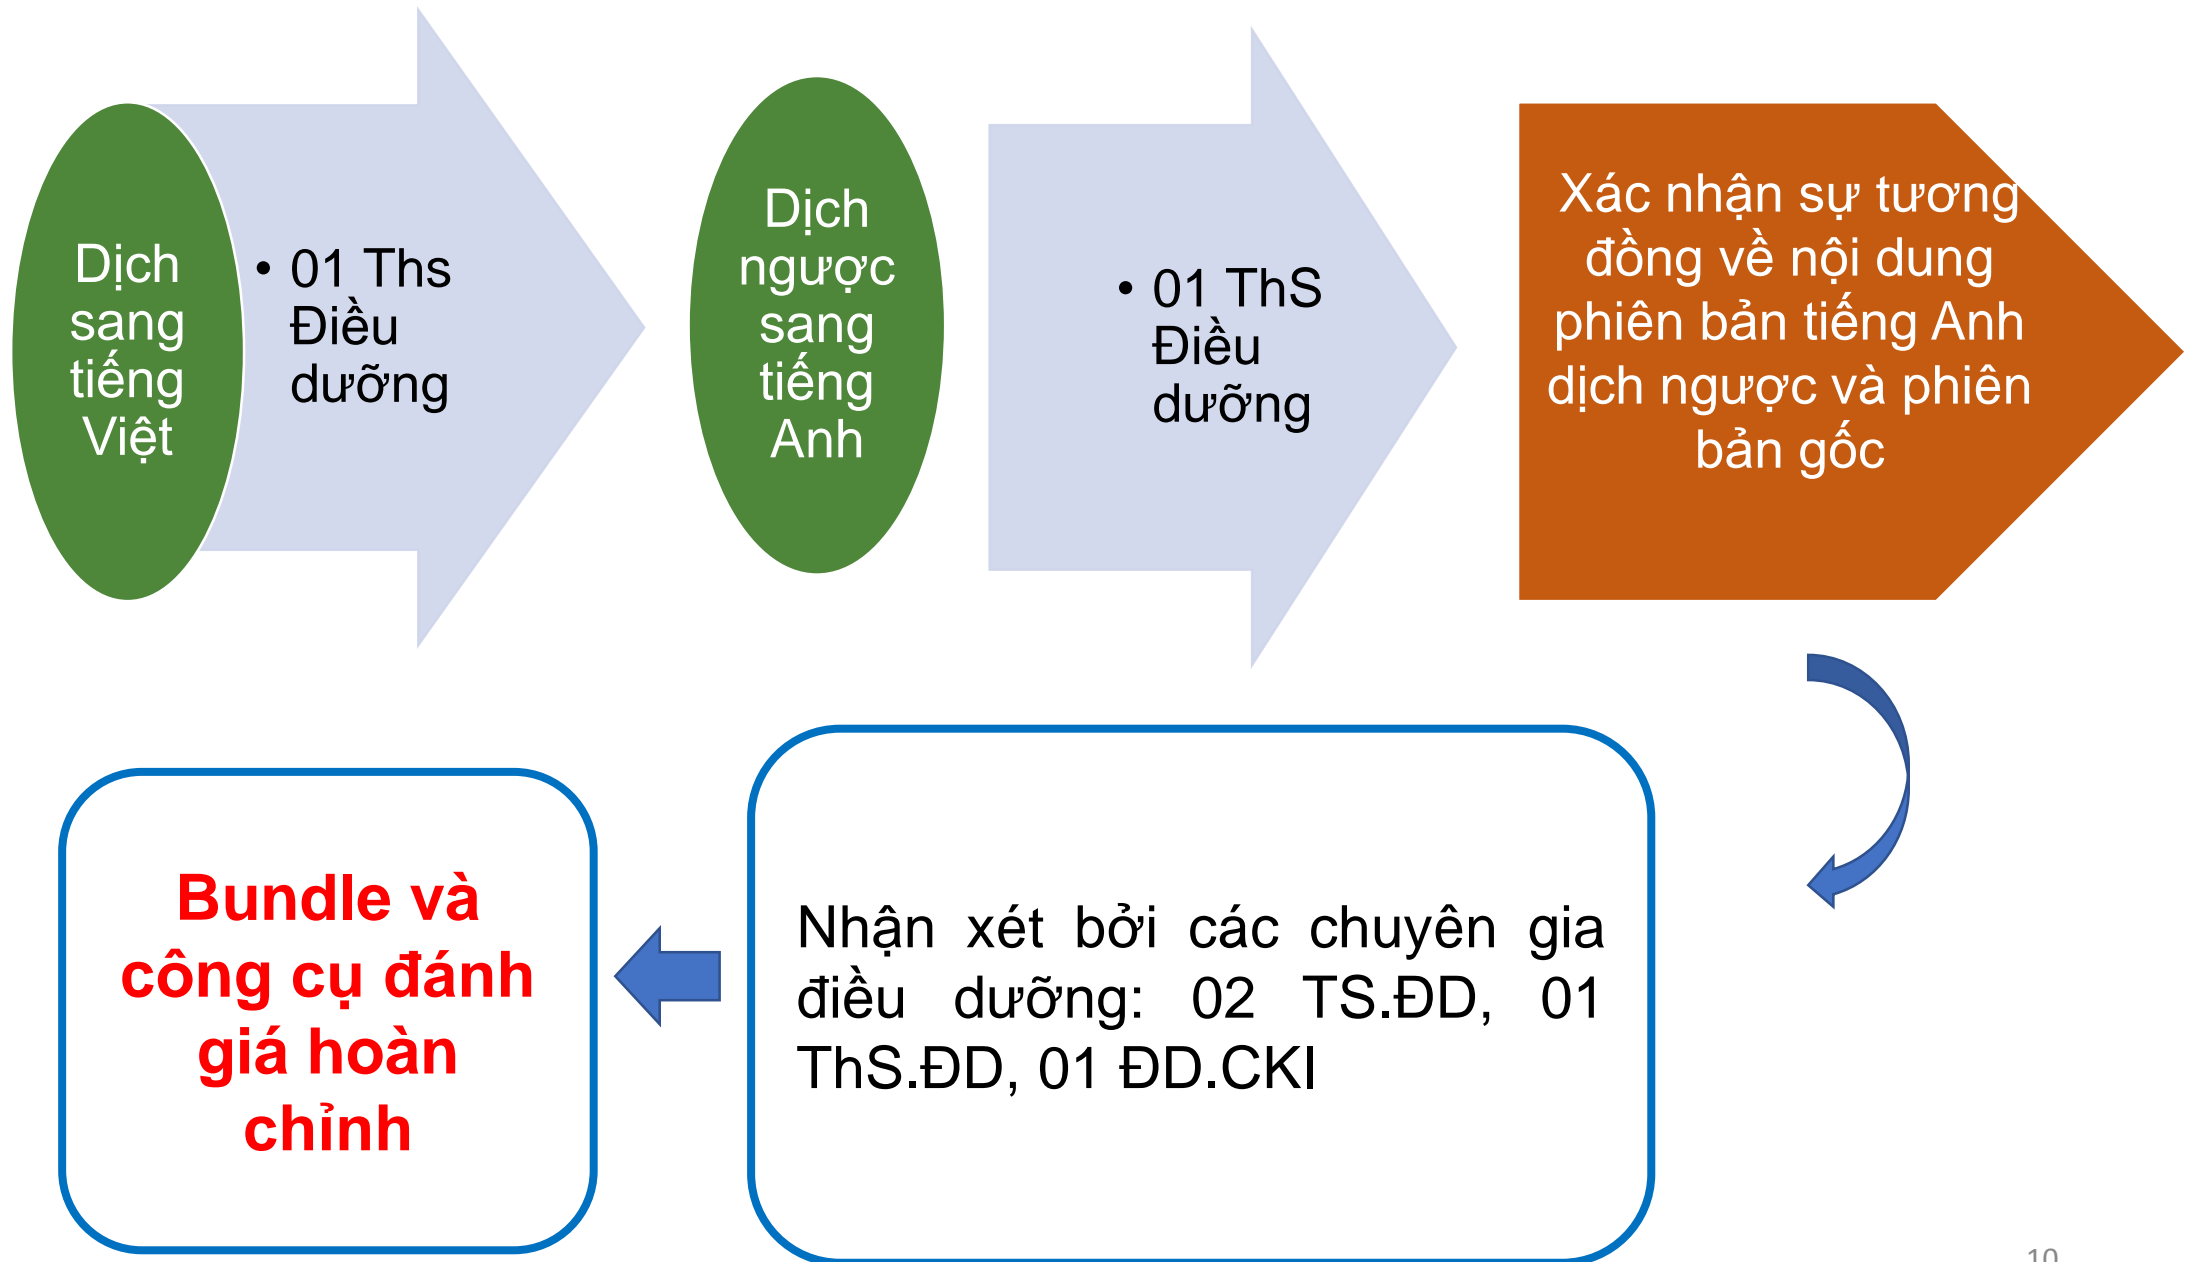 Dịch
sang
tiếng
Việt
• 01 Ths
Điều
dưỡng
Dịch
ngược
sang
tiếng
Anh
• 01 ThS
Điều
dưỡng
Xác nhận sự tương
đồng về nội dung
phiên bản tiếng Anh
dịch ngược và phiên
bản gốc
Nhận xét bởi các chuyên gia
điều dưỡng: 02 TS.ĐD, 01
ThS.ĐD, 01 ĐD.CKI
Bundle và
công cụ đánh
giá hoàn
chỉnh
10